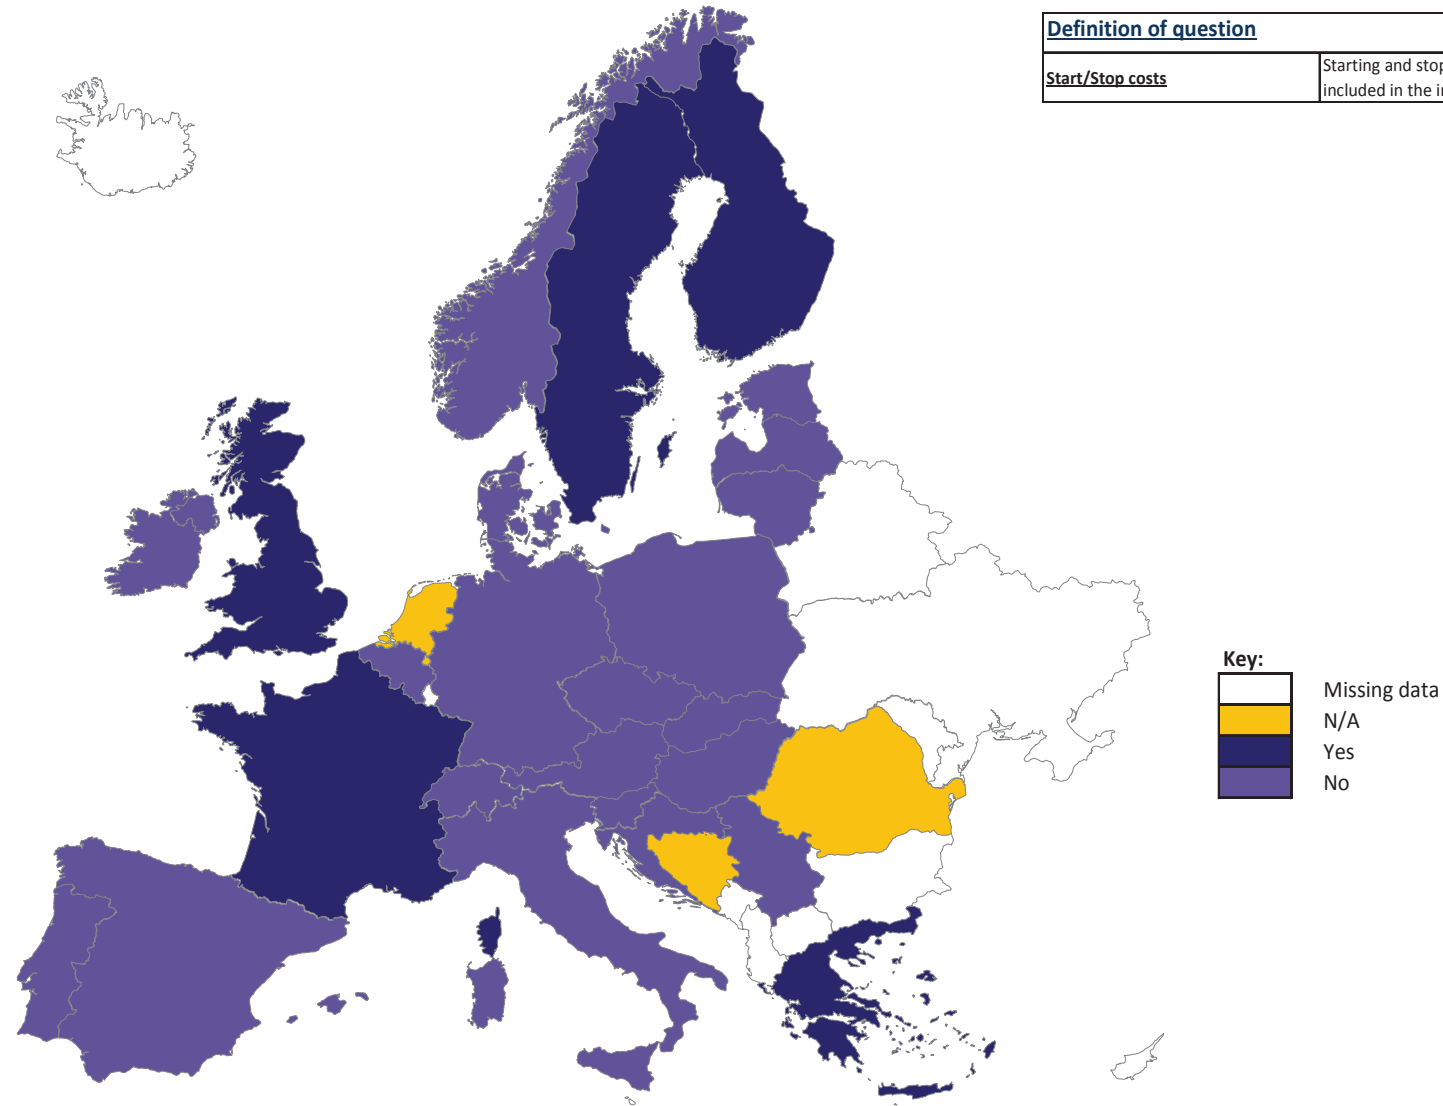 Definition of question
Start/Stop costs
Starting and stop
included in the
Key:
Missing data
N/A
Yes
No